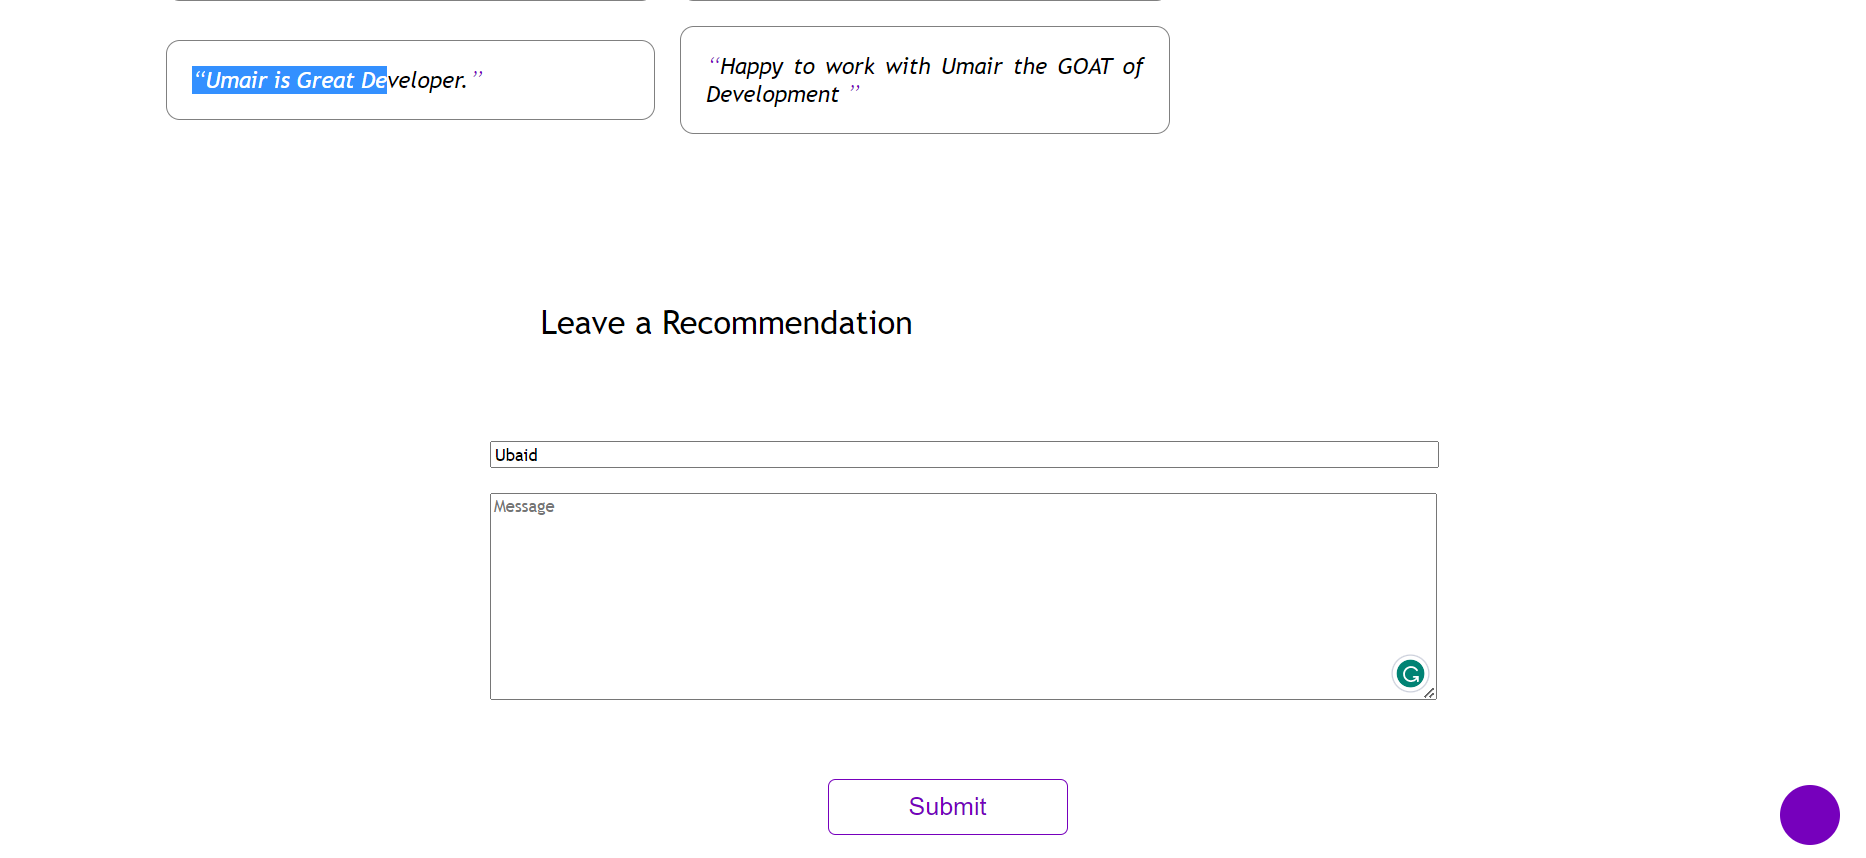 “Umair is Great Developer.”
“Happy to work with Umair the GOAT of
Development ”
Leave a Recommendation
Ubaid
Message
Submit